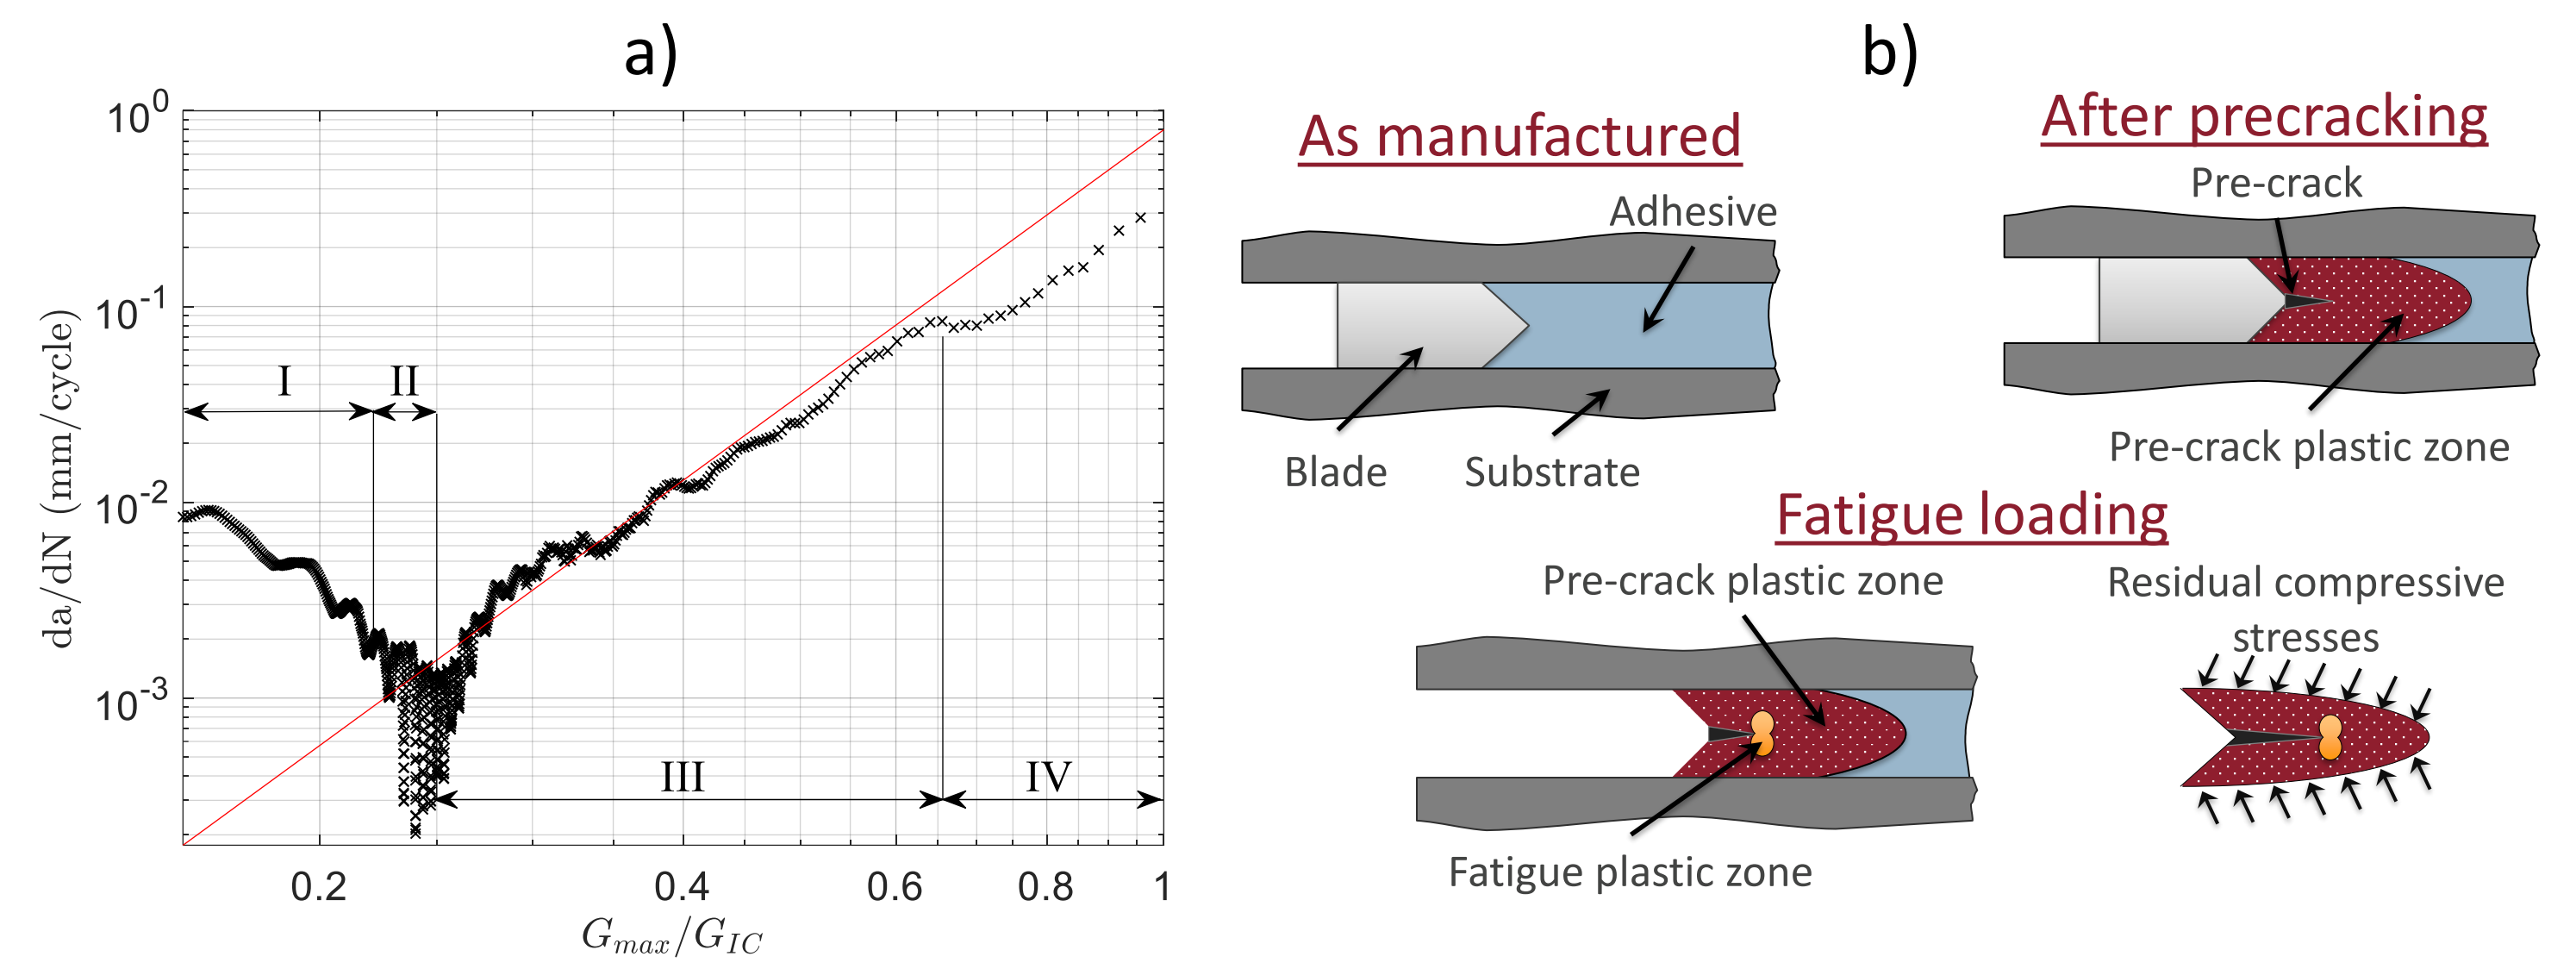 a)
10^0
10^-1
10^-2
10^-3
da/dN (mm/cycle)
I
II
III
IV
0.2
0.4
0.6
0.8
1
G_max/G_IC
b)
As manufactured
Adhesive
Blade
Substrate
After precracking
Pre-crack
Pre-crack plastic zone
Fatigue loading
Pre-crack plastic zone
Fatigue plastic zone
Residual compressive
stresses